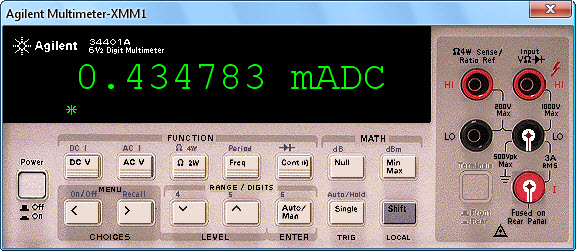 Agilent Multimeter-XMM1
Agilent 34401A
6½ Digit Multimeter
0.434783 mADC
Ω4W Sense/
Ratio Ref
Input
VΩ
HI
HI
200V
Max
1000V
Max
LO
LO
500Vpk
Max
3A
RMS
Terminal
I
Front
Rear
Fused on
Rear Panel
Power
Off
On
FUNCTION
MATH
DC I
AC I
Ω 4W
Period
dB
dBm
DC V
AC V
Ω 2W
Freq
Cont
Null
Min
Max
On/Off
MENU
Recall
RANGE / DIGITS
4
5
6
Auto/Hold
<
>
Auto/
Man
Single
Shift
CHOICES
LEVEL
ENTER
TRIG
LOCAL